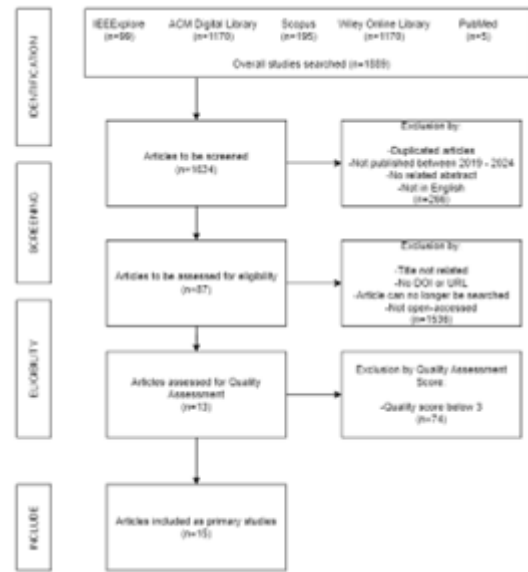 IDENTIFICATION
IEEExplore
(n=99)
ACM Digital Library
(n=1170)
Scopus
(n=195)
Wiley Online Library
(n=1170)
PubMed
(n=5)
Overall studies searched (n=1889)
Articles to be screened
(n=1624)
Exclusion by:
-Duplicated articles
-Not published between 2019 - 2024
-No related abstract
-Not in English
SCREENING
Articles to be assessed for eligibility
(n=87)
Exclusion by:
-Title not related
-No DOI or URL
-Article can no longer be searched
-Not open-accessed
(n=1536)
ELIGIBILITY
Articles assessed for Quality
Assessment
(n=13)
Exclusion by Quality Assessment
Score:
-Quality score below 3
(n=74)
INCLUDE
Articles included as primary studies
(n=15)